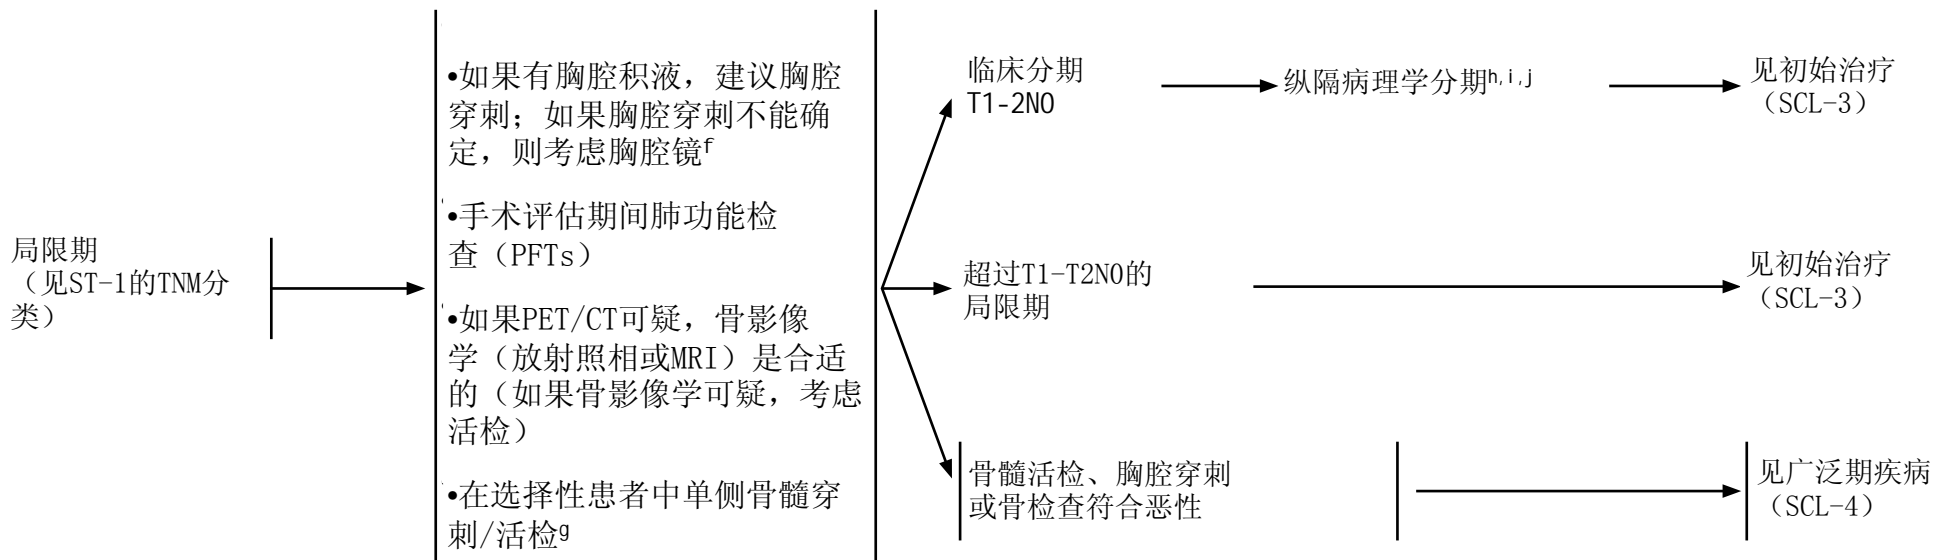 局限期
（见ST-1的TNM分
类）
•如果有胸腔积液，建议胸腔
穿刺；如果胸腔穿刺不能确
定，则考虑胸腔镜f
•手术评估期间肺功能检
查（PFTs）
•如果PET/CT可疑，骨影像
学（放射照相或MRI）是合适
的（如果骨影像学可疑，考虑
活检）
•在选择性患者中单侧骨髓穿
刺/活检g
临床分期
T1-2N0
纵隔病理学分期h,i,j
见初始治疗
（SCL-3）
超过T1-T2N0的
局限期
见初始治疗
（SCL-3）
骨髓活检、胸腔穿刺
或骨检查符合恶性
见广泛期疾病
（SCL-4）